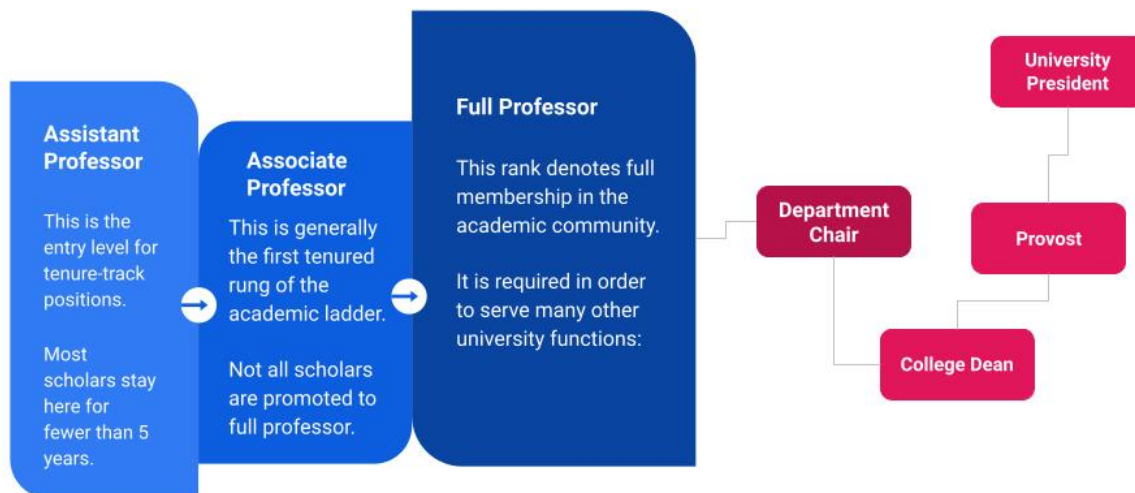 Assistant
Professor
This is the
entry level for
tenure-track
positions.
Most
scholars stay
here for
fewer than 5
years.
Associate
Professor
This is generally
the first tenured
rung of the
academic ladder.
Not all scholars
are promoted to
full professor.
Full Professor
This rank denotes full
membership in the
academic community.
It is required in order
to serve many other
university functions:
Department
Chair
College Dean
Provost
University
President